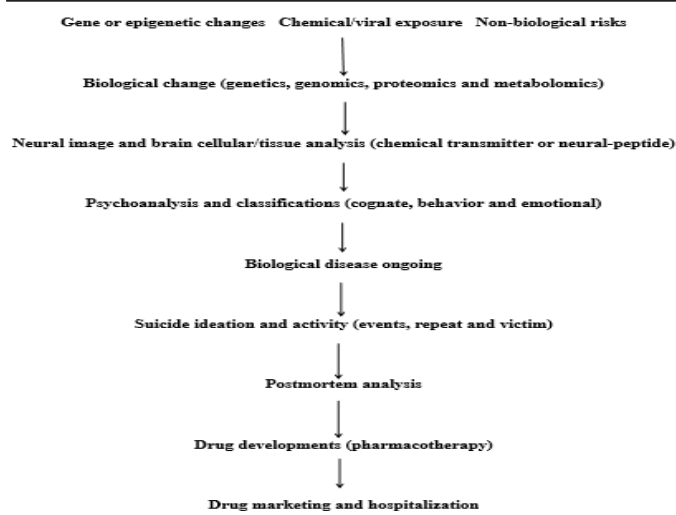 Gene or epigenetic changes Chemical/viral exposure Non-biological risks
Biological change (genetics, genomics, proteomics and metabolomics)
Neural image and brain cellular/tissue analysis (chemical transmitter or neural-peptide)
Psychoanalysis and classifications (cognate, behavior and emotional)
Biological disease ongoing
Suicide ideation and activity (events, repeat and victim)
Postmortem analysis
Drug developments (pharmacotherapy)
Drug marketing and hospitalization